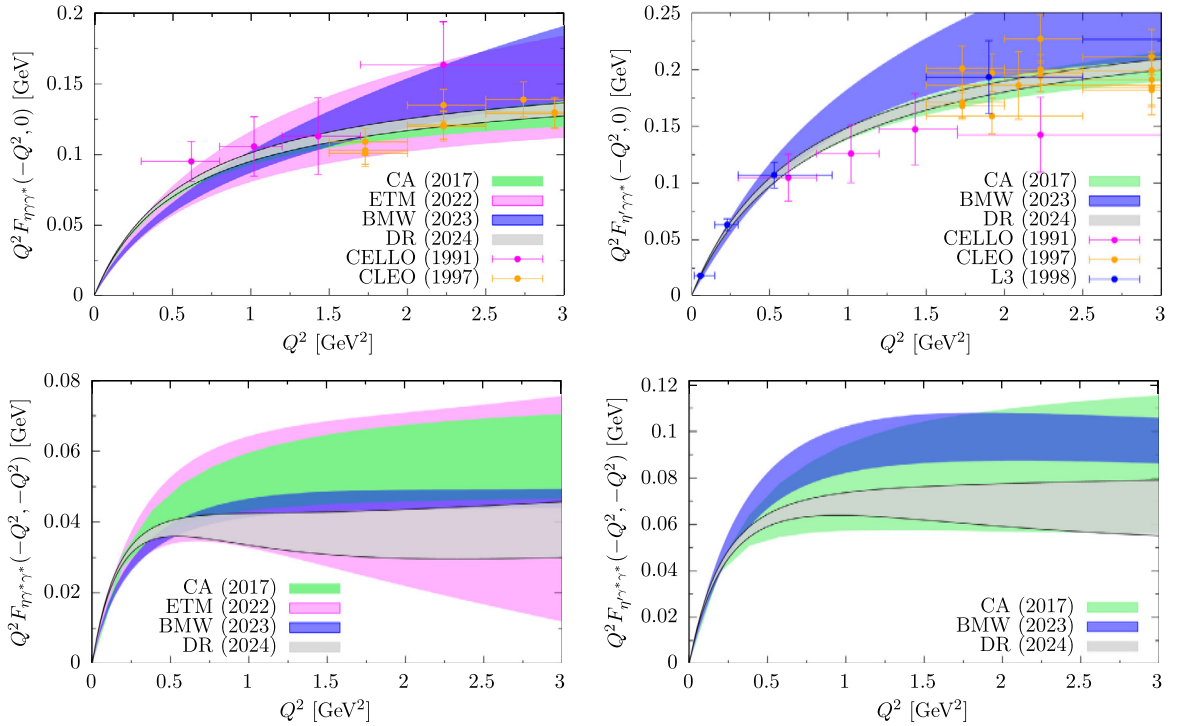 Q²F_{ηγγ*}(−Q², 0) [GeV]
0.2
0.15
0.1
0.05
0
CA (2017)
ETM (2022)
BMW (2023)
DR (2024)
CELLO (1991)
CLEO (1997)
0 0.5 1 1.5 2 2.5 3
Q² [GeV²]
Q²F_{η′γγ*}(−Q², 0) [GeV]
0.25
0.2
0.15
0.1
0.05
0
CA (2017)
BMW (2023)
DR (2024)
CELLO (1991)
CLEO (1997)
L3 (1998)
0 0.5 1 1.5 2 2.5 3
Q² [GeV²]
Q²F_{ηγ*γ*}(−Q², −Q²) [GeV]
0.08
0.06
0.04
0.02
0
CA (2017)
ETM (2022)
BMW (2023)
DR (2024)
0 0.5 1 1.5 2 2.5 3
Q² [GeV²]
Q²F_{η′γ*γ*}(−Q², −Q²) [GeV]
0.12
0.1
0.08
0.06
0.04
0.02
0
CA (2017)
BMW (2023)
DR (2024)
0 0.5 1 1.5 2 2.5 3
Q² [GeV²]